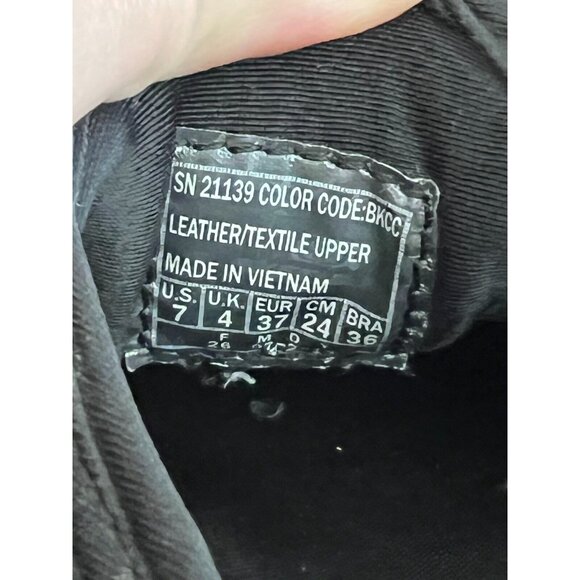 SN 21139 COLOR CODE:BKCC
LEATHER/TEXTILE UPPER
MADE IN VIETNAM
U.S. U.K. EUR CM BRA
7 4 37 24 36
F M D
26